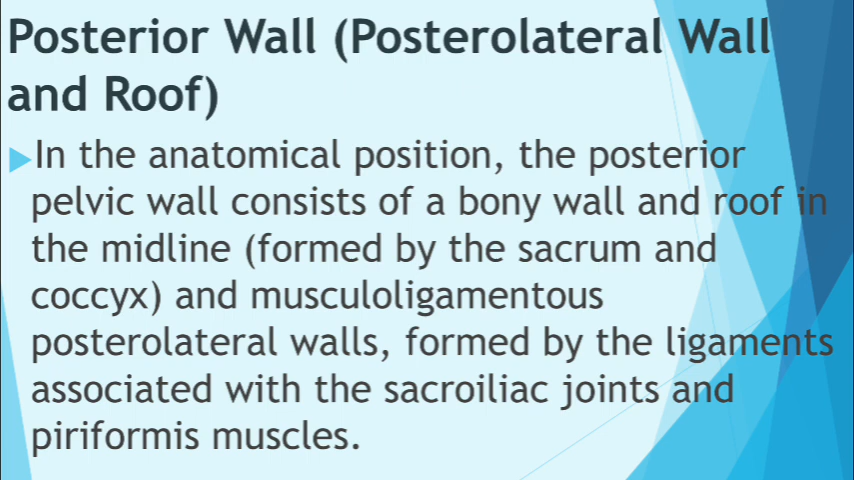 Posterior Wall (Posterolateral Wall
and Roof)
In the anatomical position, the posterior
pelvic wall consists of a bony wall and roof in
the midline (formed by the sacrum and
coccyx) and musculoligamentous
posterolateral walls, formed by the ligaments
associated with the sacroiliac joints and
piriformis muscles.